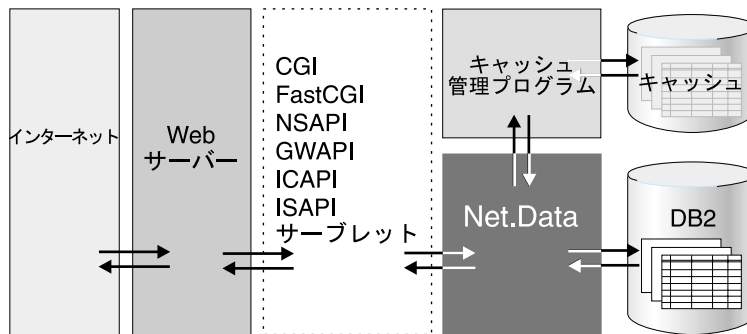 インターネット
Web
サーバー
CGI
FastCGI
NSAPI
GWAPI
ICAPI
ISAPI
サーブレット
キャッシュ
管理プログラム
キャッシュ
Net.Data
DB2